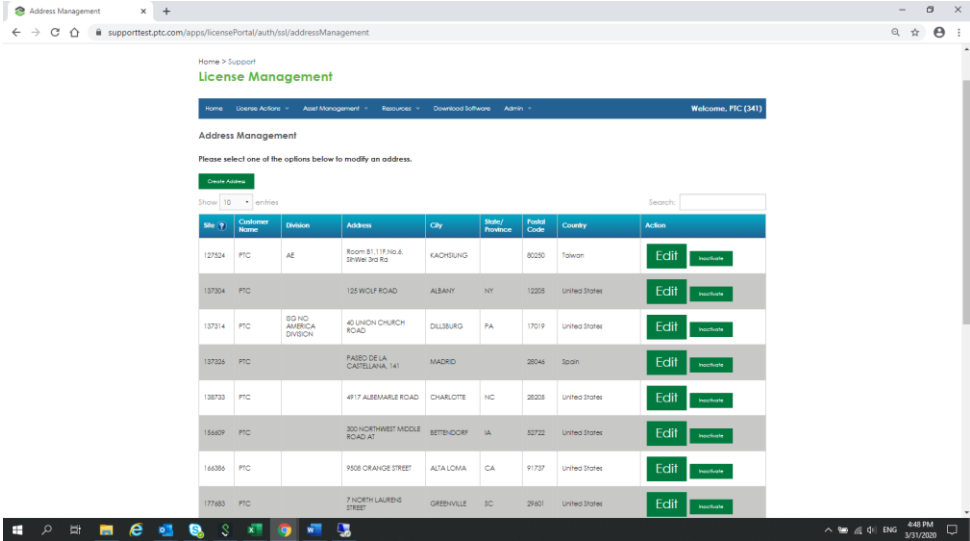 Address Management
supporttest.ptc.com/apps/licensePortal/auth/ssl/addressManagement
Home > Support
License Management
Home License Actions Asset Management Resources Download Software Admin Welcome, PTC (341)
Address Management
Please select one of the options below to modify an address.
Create Address
Show 10 entries Search:
Site ? Customer Name Division Address City State/ Province Postal Code Country Action
127524 PTC AE Room B1,11F,No.6, SihWei 3rd Ra KAOHSIUNG 80250 Taiwan Edit Inactivate
137304 PTC 125 WOLF ROAD ALBANY NY 12205 United States Edit Inactivate
137314 PTC ISG NO AMERICA DIVISION 40 UNION CHURCH ROAD DILLSBURG PA 17019 United States Edit Inactivate
137326 PTC PASEO DE LA CASTELLANA, 141 MADRID 28046 Spain Edit Inactivate
138733 PTC 4917 ALBEMARLE ROAD CHARLOTTE NC 28205 United States Edit Inactivate
156609 PTC 300 NORTHWEST MIDDLE ROAD AT BETTENDORF IA 52722 United States Edit Inactivate
166386 PTC 9508 ORANGE STREET ALTA LOMA CA 91737 United States Edit Inactivate
177683 PTC 7 NORTH LAURENS STREET GREENVILLE SC 29601 United States Edit Inactivate
ENG 4:48 PM
3/31/2020